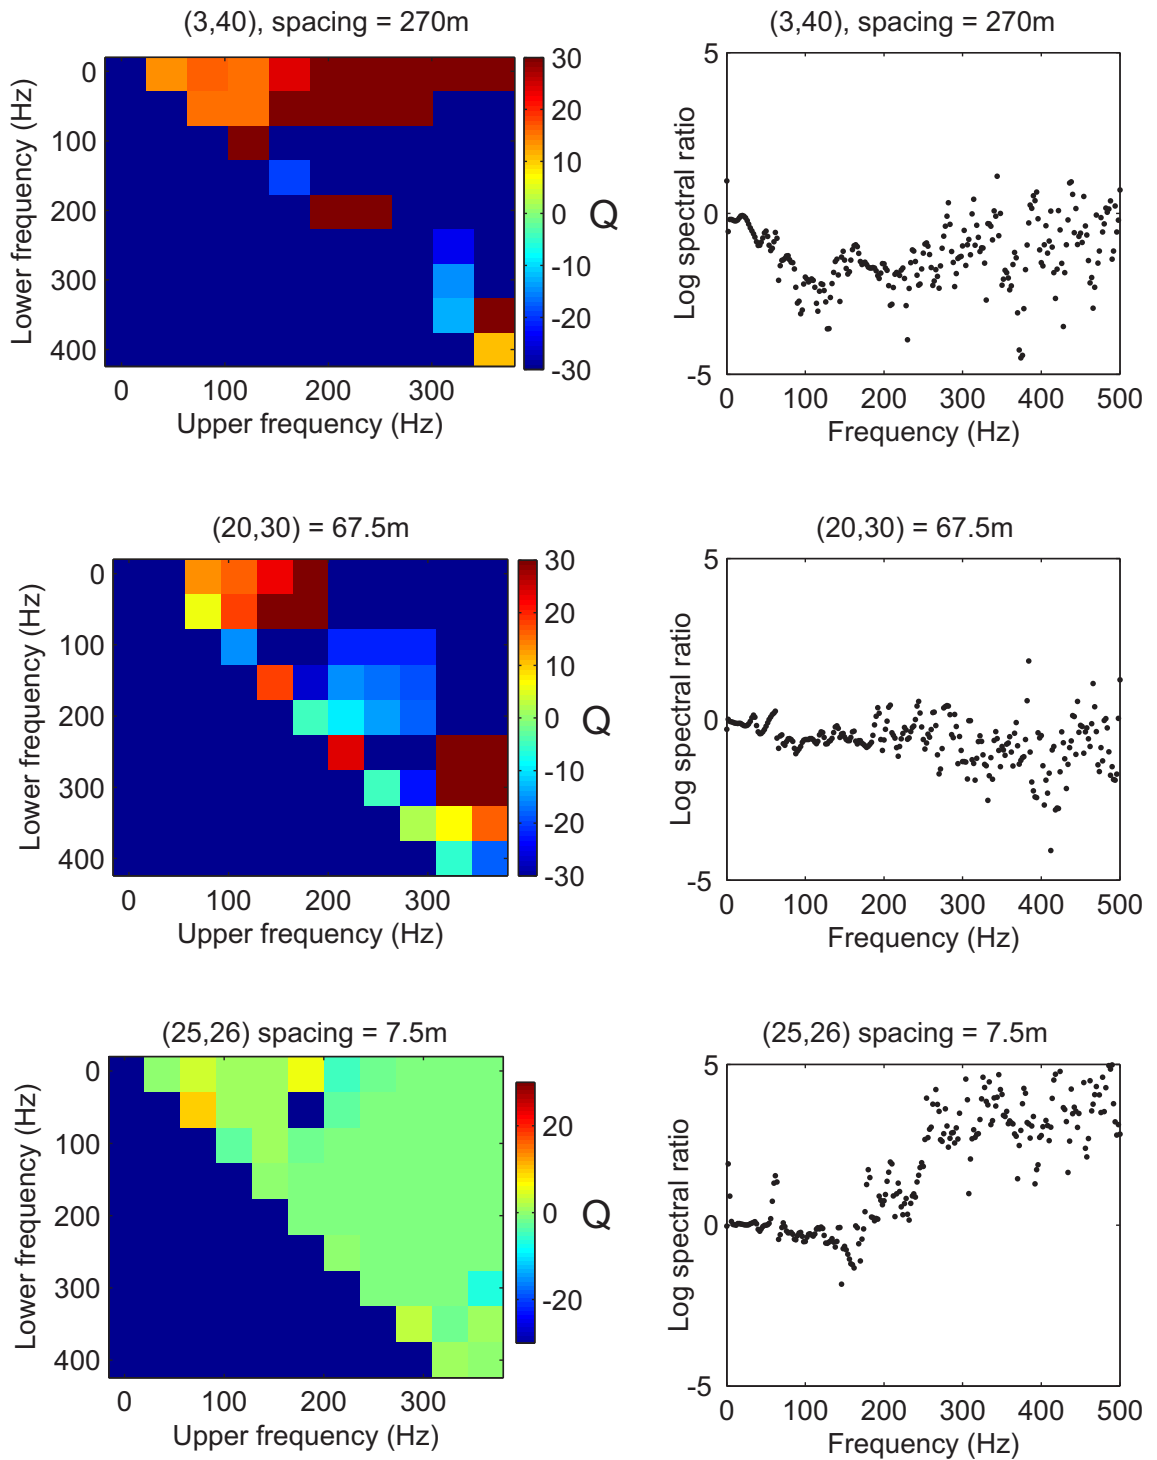 (3,40), spacing = 270m
0
100
200
300
400
Lower frequency (Hz)
0 100 200 300
Upper frequency (Hz)
30
20
10
0
-10
-20
-30
Q
(3,40), spacing = 270m
5
0
-5
Log spectral ratio
0 100 200 300 400 500
Frequency (Hz)
(20,30) = 67.5m
0
100
200
300
400
Lower frequency (Hz)
0 100 200 300
Upper frequency (Hz)
30
20
10
0
-10
-20
-30
Q
(20,30) = 67.5m
5
0
-5
Log spectral ratio
0 100 200 300 400 500
Frequency (Hz)
(25,26) spacing = 7.5m
0
100
200
300
400
Lower frequency (Hz)
0 100 200 300
Upper frequency (Hz)
20
0
-20
Q
(25,26) spacing = 7.5m
5
0
-5
Log spectral ratio
0 100 200 300 400 500
Frequency (Hz)